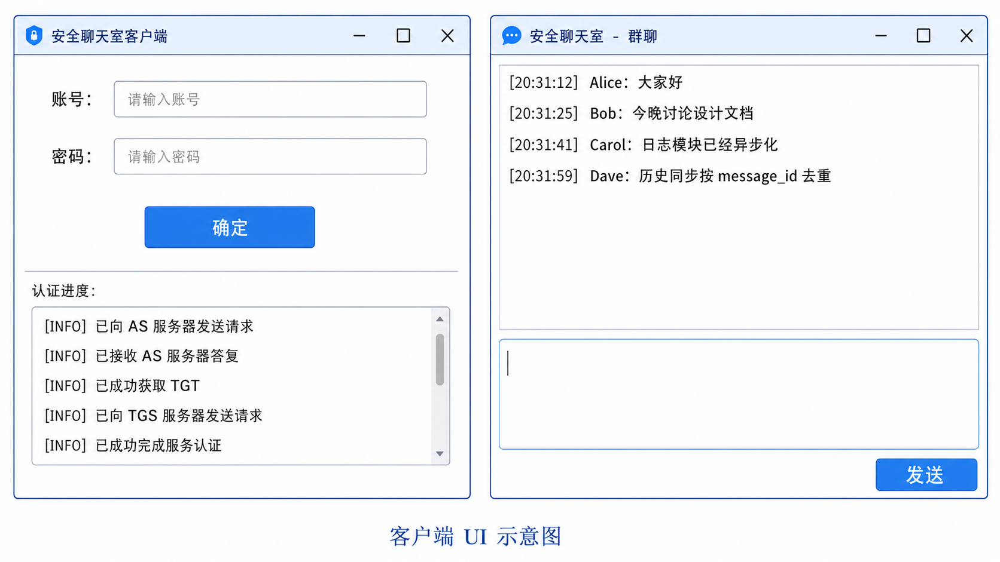 安全聊天室客户端
账号： 请输入账号
密码： 请输入密码
确定
认证进度：
[INFO] 已向 AS 服务器发送请求
[INFO] 已接收 AS 服务器答复
[INFO] 已成功获取 TGT
[INFO] 已向 TGS 服务器发送请求
[INFO] 已成功完成服务认证
安全聊天室 - 群聊
[20:31:12] Alice：大家好
[20:31:25] Bob：今晚讨论设计文档
[20:31:41] Carol：日志模块已经异步化
[20:31:59] Dave：历史同步按 message_id 去重
发送
客户端 UI 示意图